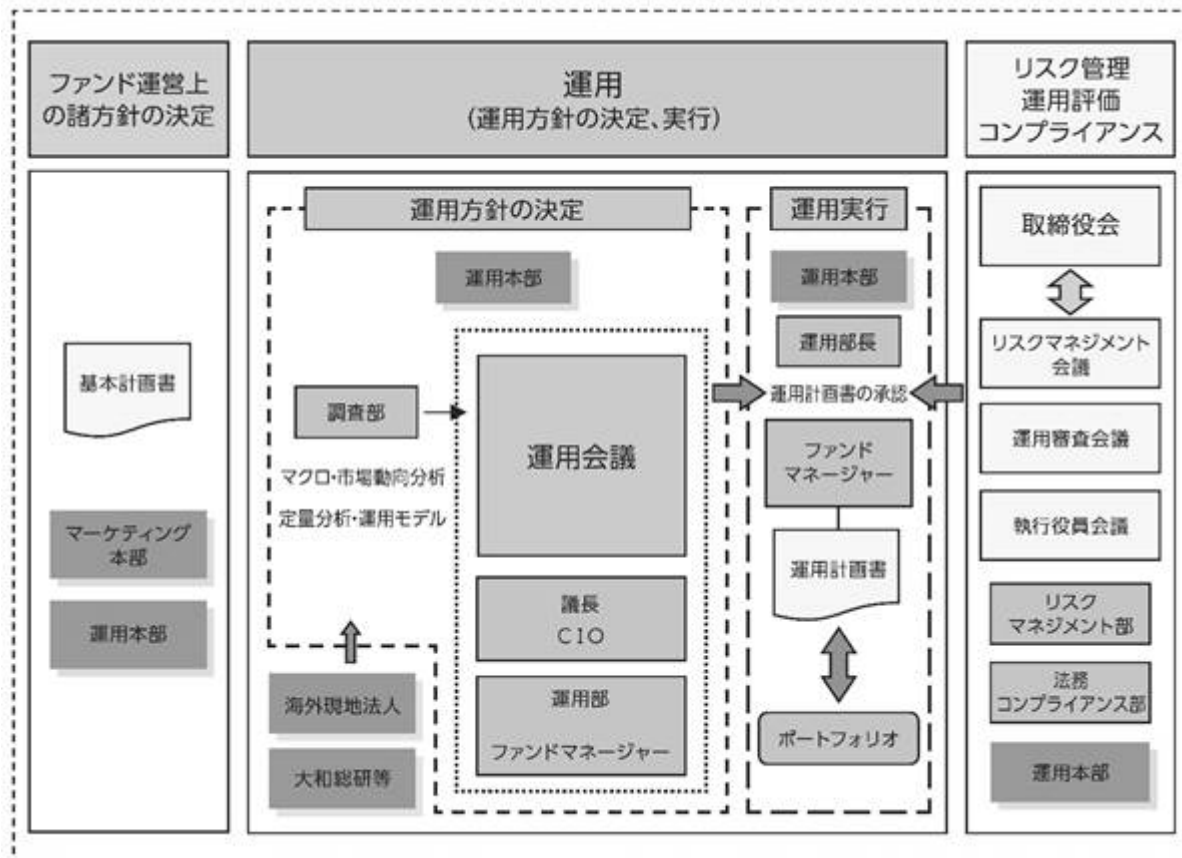 ファンド運営上
の諸方針の決定
運用
(運用方針の決定、実行)
リスク管理
運用評価
コンプライアンス
基本計画書
マーケティング
本部
運用本部
運用方針の決定
運用本部
調査部
マクロ・市場動向分析
定量分析・運用モデル
運用会議
議長
CIO
運用部
ファンドマネージャー
海外現地法人
大和総研等
運用実行
運用本部
運用部長
運用計画書の承認
ファンド
マネージャー
運用計画書
ポートフォリオ
取締役会
リスクマネジメント
会議
運用審査会議
執行役員会議
リスク
マネジメント部
法務
コンプライアンス部
運用本部